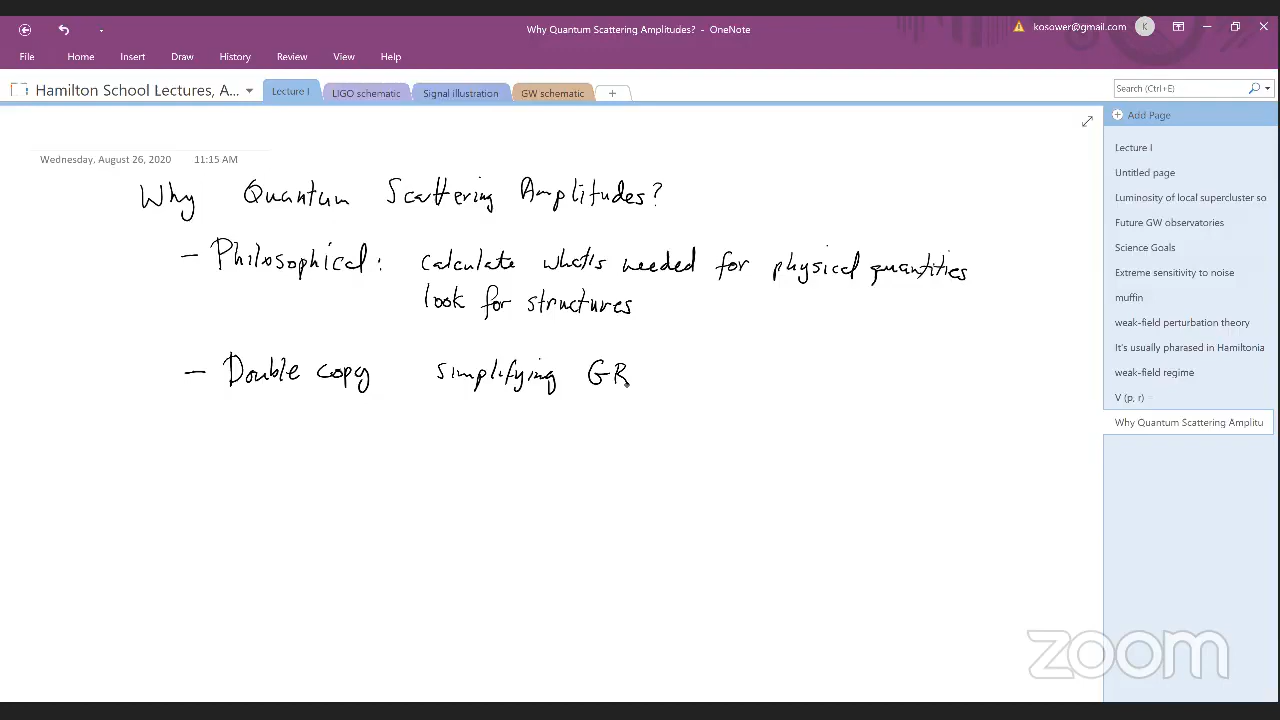 Why Quantum Scattering Amplitudes? - OneNote
kosower@gmail.com
K
File Home Insert Draw History Review View Help
Hamilton School Lectures, A...
Lecture I
LIGO schematic
Signal illustration
GW schematic
Search (Ctrl+E)
Add Page
Wednesday, August 26, 2020 11:15 AM
Why Quantum Scattering Amplitudes?
- Philosophical: calculate what's needed for physical quantities
look for structures
- Double copy simplifying GR
Lecture I
Untitled page
Luminosity of local supercluster so
Future GW observatories
Science Goals
Extreme sensitivity to noise
muffin
weak-field perturbation theory
It's usually pharased in Hamiltonia
weak-field regime
V (p, r)
Why Quantum Scattering Amplitu
zoom